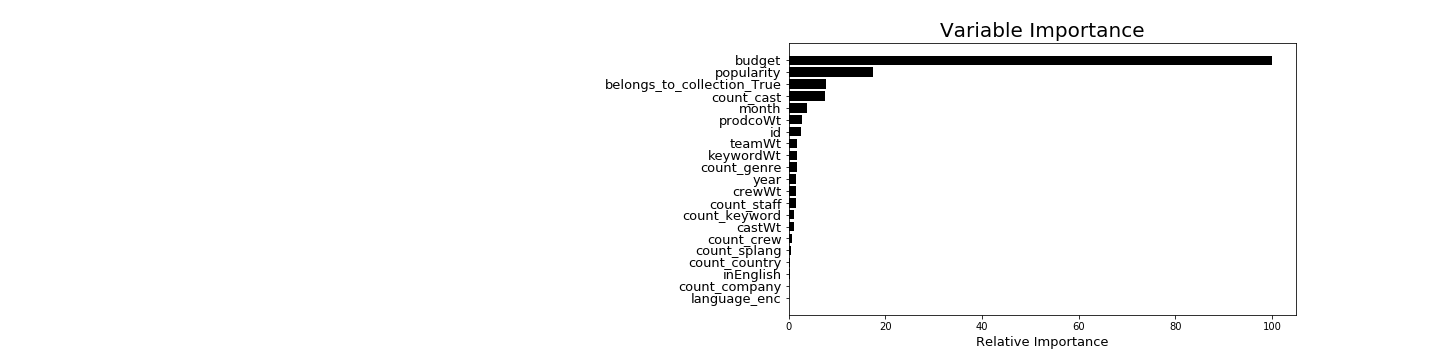 Variable Importance
budget
popularity
belongs_to_collection_True
count_cast
month
prodcoWt
id
teamWt
keywordWt
count_genre
year
crewWt
count_staff
count_keyword
castWt
count_crew
count_splang
count_country
inEnglish
count_company
language_enc
0 20 40 60 80 100
Relative Importance